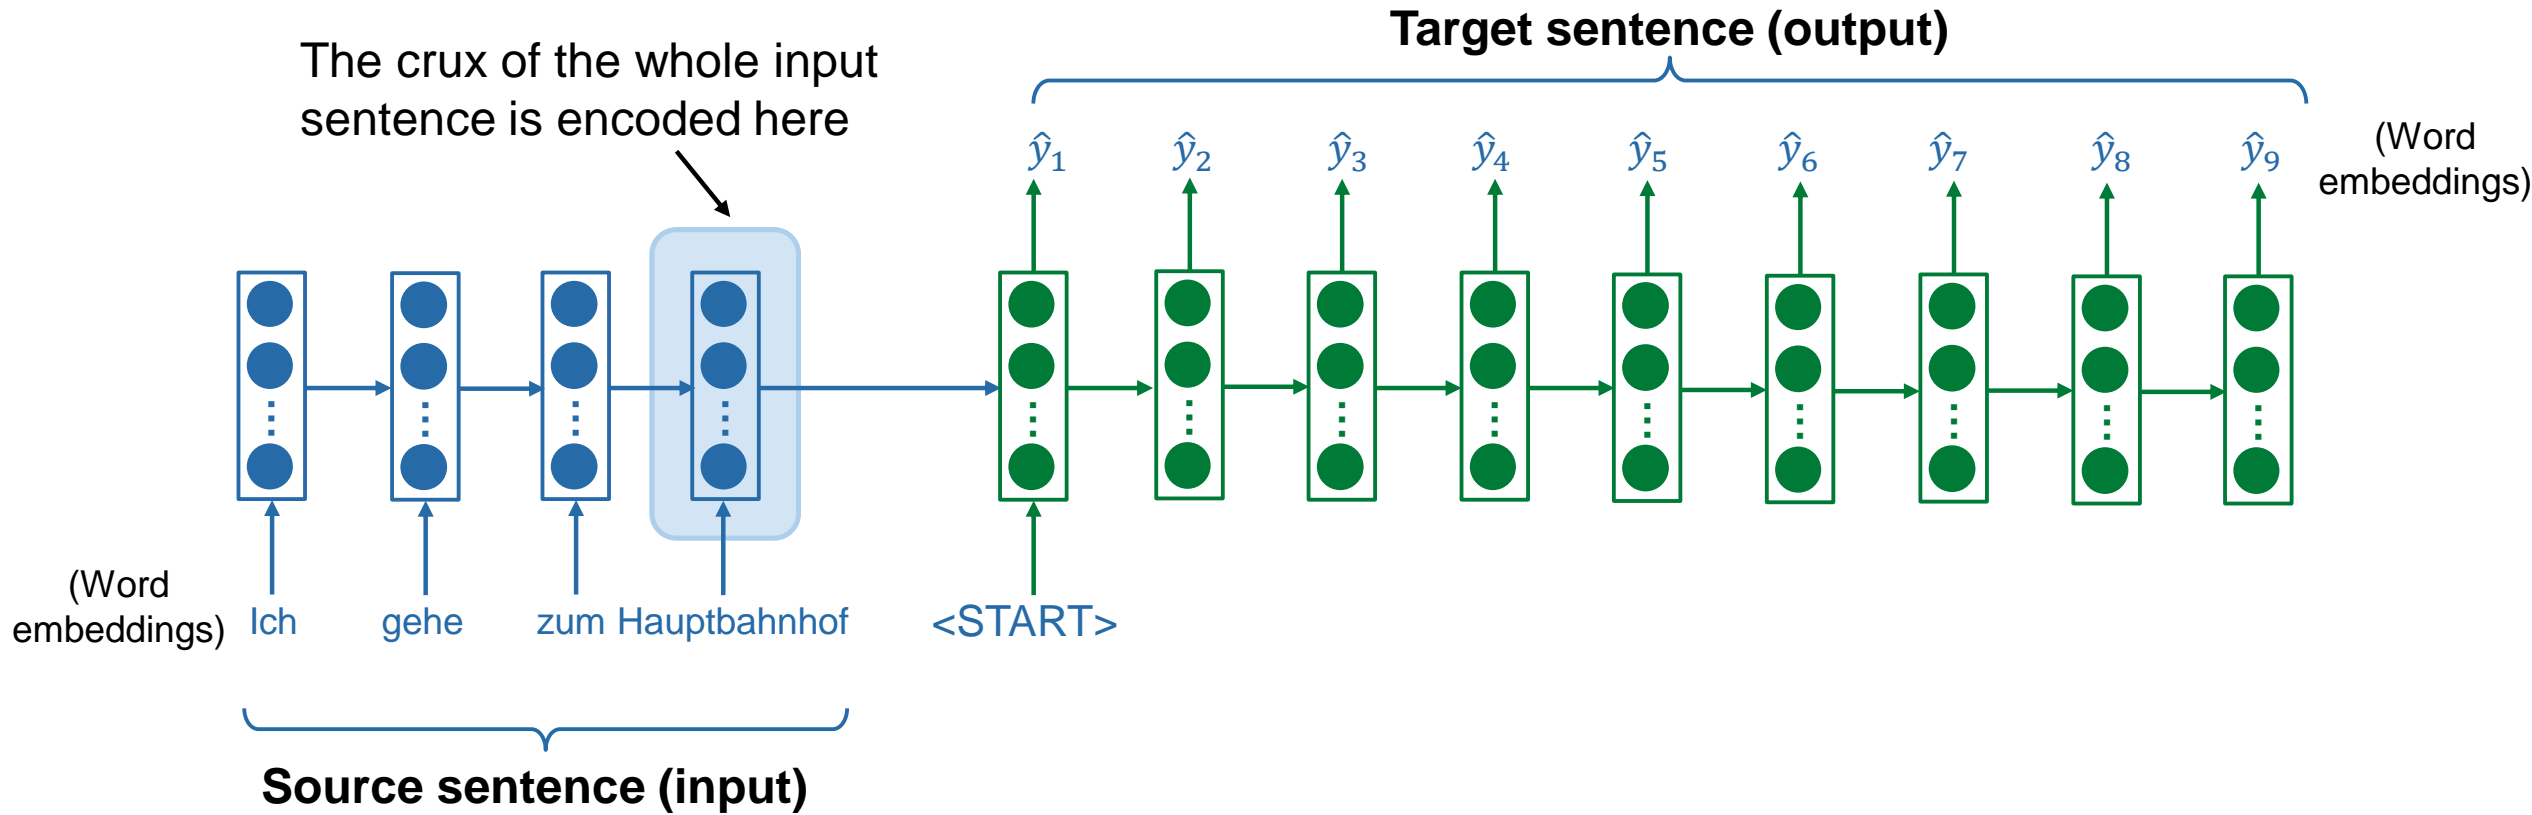 Target sentence (output)
The crux of the whole input
sentence is encoded here
ŷ₁ ŷ₂ ŷ₃ ŷ₄ ŷ₅ ŷ₆ ŷ₇ ŷ₈ ŷ₉
(Word
embeddings)
(Word
embeddings)
Ich gehe zum Hauptbahnhof <START>
Source sentence (input)